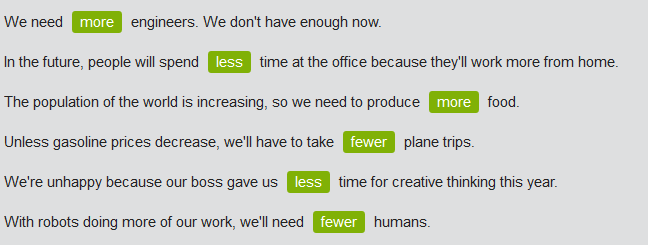 We need more engineers. We don't have enough now.
In the future, people will spend less time at the office because they'll work more from home.
The population of the world is increasing, so we need to produce more food.
Unless gasoline prices decrease, we'll have to take fewer plane trips.
We're unhappy because our boss gave us less time for creative thinking this year.
With robots doing more of our work, we'll need fewer humans.